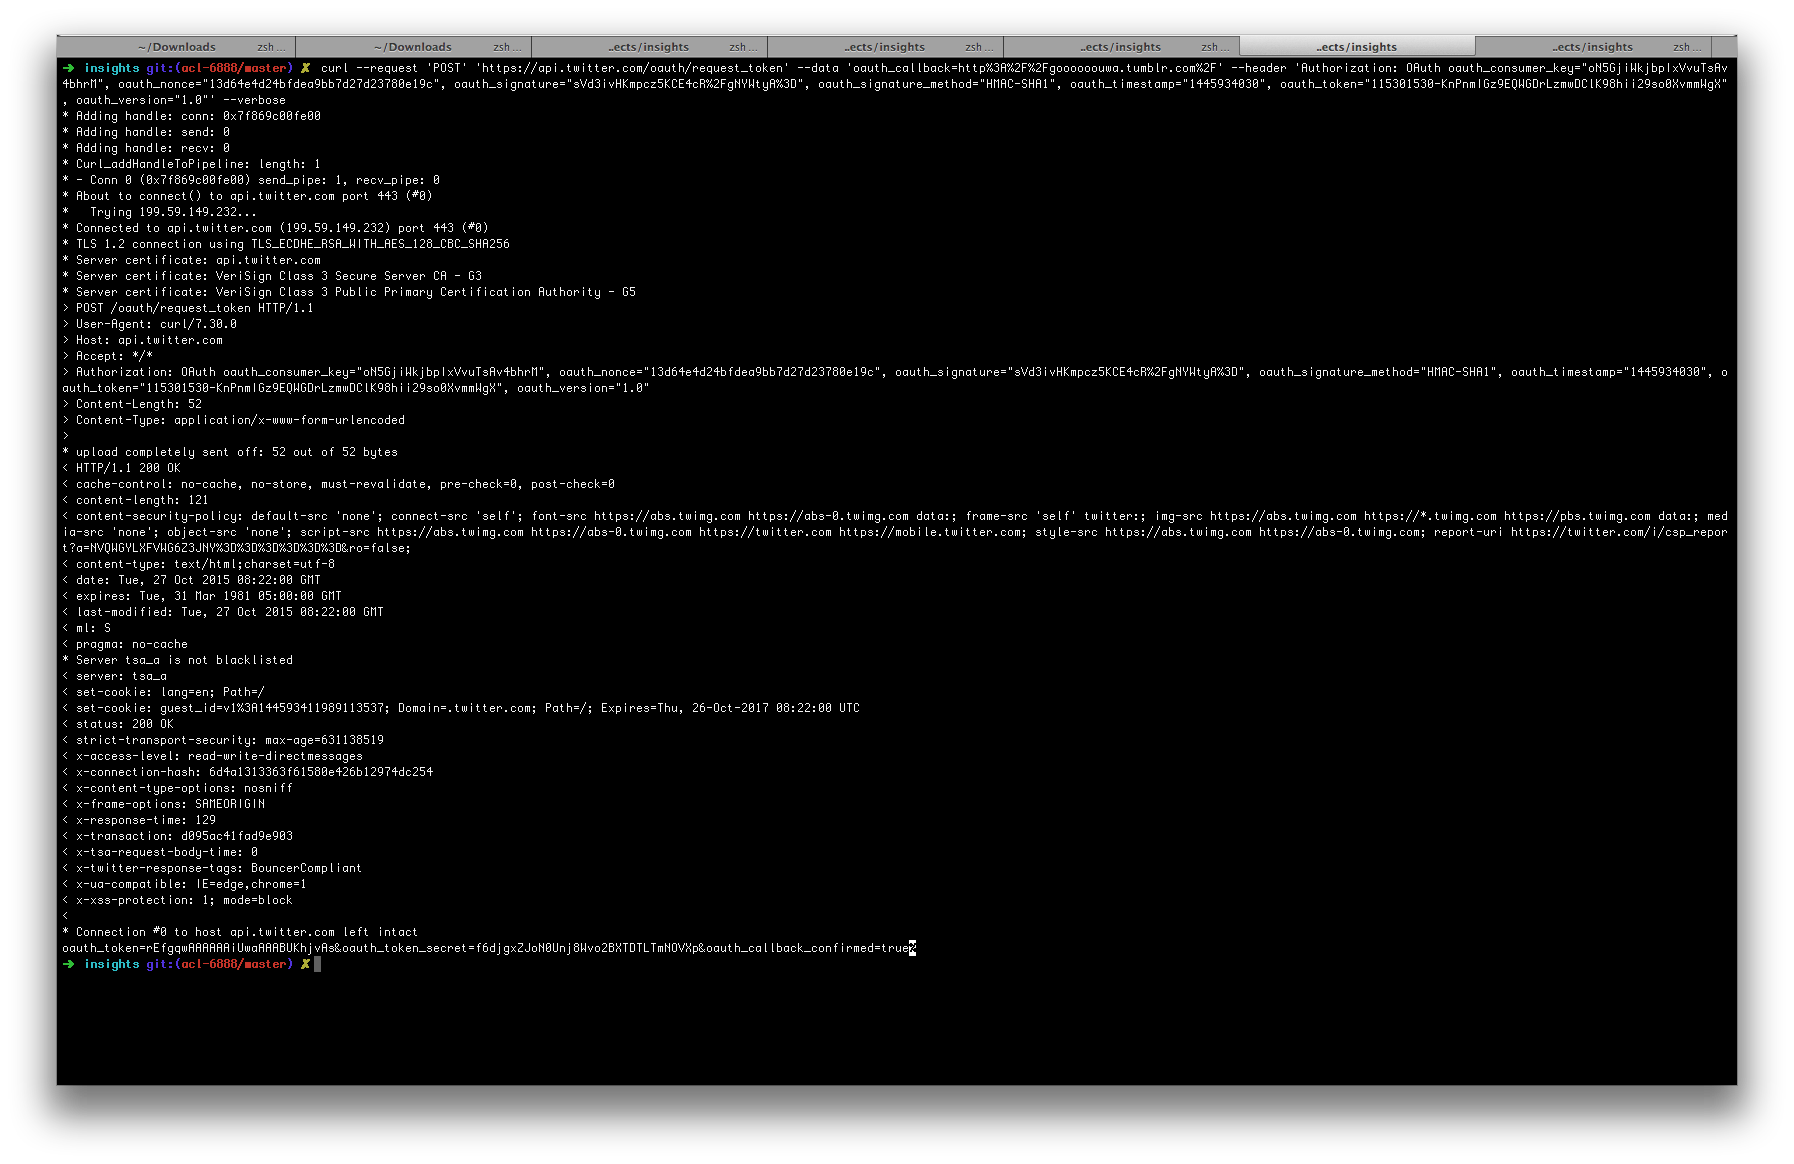 ~/Downloads zsh ... ~/Downloads zsh ... ..ects/insights zsh ... ..ects/insights zsh ... ..ects/insights zsh ... ..ects/insights ..ects/insights zsh ...
➔ insights git:(acl-6888/master) ✗ curl --request 'POST' 'https://api.twitter.com/oauth/request_token' --data 'oauth_callback=http%3A%2F%2Fgoooooouwa.tumblr.com%2F' --header 'Authorization: OAuth oauth_consumer_key="oN5GjiWkjbpIxVvuTsAv
4bhrM", oauth_nonce="13d64e4d24bfdea9bb7d27d23780e19c", oauth_signature="sVd3ivHKmpcz5KCE4cR%2FgNYWtyA%3D", oauth_signature_method="HMAC-SHA1", oauth_timestamp="1445934030", oauth_token="115301530-KnPnmIGz9EQWGDrLzmwDClK98hii29so0XvmmWgX"
, oauth_version="1.0"' --verbose
* Adding handle: conn: 0x7f869c00fe00
* Adding handle: send: 0
* Adding handle: recv: 0
* Curl_addHandleToPipeline: length: 1
* - Conn 0 (0x7f869c00fe00) send_pipe: 1, recv_pipe: 0
* About to connect() to api.twitter.com port 443 (#0)
*   Trying 199.59.149.232...
* Connected to api.twitter.com (199.59.149.232) port 443 (#0)
* TLS 1.2 connection using TLS_ECDHE_RSA_WITH_AES_128_CBC_SHA256
* Server certificate: api.twitter.com
* Server certificate: VeriSign Class 3 Secure Server CA - G3
* Server certificate: VeriSign Class 3 Public Primary Certification Authority - G5
> POST /oauth/request_token HTTP/1.1
> User-Agent: curl/7.30.0
> Host: api.twitter.com
> Accept: */*
> Authorization: OAuth oauth_consumer_key="oN5GjiWkjbpIxVvuTsAv4bhrM", oauth_nonce="13d64e4d24bfdea9bb7d27d23780e19c", oauth_signature="sVd3ivHKmpcz5KCE4cR%2FgNYWtyA%3D", oauth_signature_method="HMAC-SHA1", oauth_timestamp="1445934030", o
auth_token="115301530-KnPnmIGz9EQWGDrLzmwDClK98hii29so0XvmmWgX", oauth_version="1.0"
> Content-Length: 52
> Content-Type: application/x-www-form-urlencoded
>
* upload completely sent off: 52 out of 52 bytes
< HTTP/1.1 200 OK
< cache-control: no-cache, no-store, must-revalidate, pre-check=0, post-check=0
< content-length: 121
< content-security-policy: default-src 'none'; connect-src 'self'; font-src https://abs.twimg.com https://abs-0.twimg.com data:; frame-src 'self' twitter:; img-src https://abs.twimg.com https://*.twimg.com https://pbs.twimg.com data:; med
ia-src 'none'; object-src 'none'; script-src https://abs.twimg.com https://abs-0.twimg.com https://twitter.com https://mobile.twitter.com; style-src https://abs.twimg.com https://abs-0.twimg.com; report-uri https://twitter.com/i/csp_repor
t?a=NVQWGYLXFVWG6Z3JNY%3D%3D%3D%3D%3D%3D&ro=false;
< content-type: text/html;charset=utf-8
< date: Tue, 27 Oct 2015 08:22:00 GMT
< expires: Tue, 31 Mar 1981 05:00:00 GMT
< last-modified: Tue, 27 Oct 2015 08:22:00 GMT
< ml: S
< pragma: no-cache
* Server tsa_a is not blacklisted
< server: tsa_a
< set-cookie: lang=en; Path=/
< set-cookie: guest_id=v1%3A144593411989113537; Domain=.twitter.com; Path=/; Expires=Thu, 26-Oct-2017 08:22:00 UTC
< status: 200 OK
< strict-transport-security: max-age=631138519
< x-access-level: read-write-directmessages
< x-connection-hash: 6d4a1313363f61580e426b12974dc254
< x-content-type-options: nosniff
< x-frame-options: SAMEORIGIN
< x-response-time: 129
< x-transaction: d095ac41fad9e903
< x-tsa-request-body-time: 0
< x-twitter-response-tags: BouncerCompliant
< x-ua-compatible: IE=edge,chrome=1
< x-xss-protection: 1; mode=block
<
* Connection #0 to host api.twitter.com left intact
oauth_token=rEfgqwAAAAAAiUwaAAABUKhjvAs&oauth_token_secret=f6djgxZJoN0Unj8Wvo2BXTDTLTmNOVXp&oauth_callback_confirmed=true%
➔ insights git:(acl-6888/master) ✗